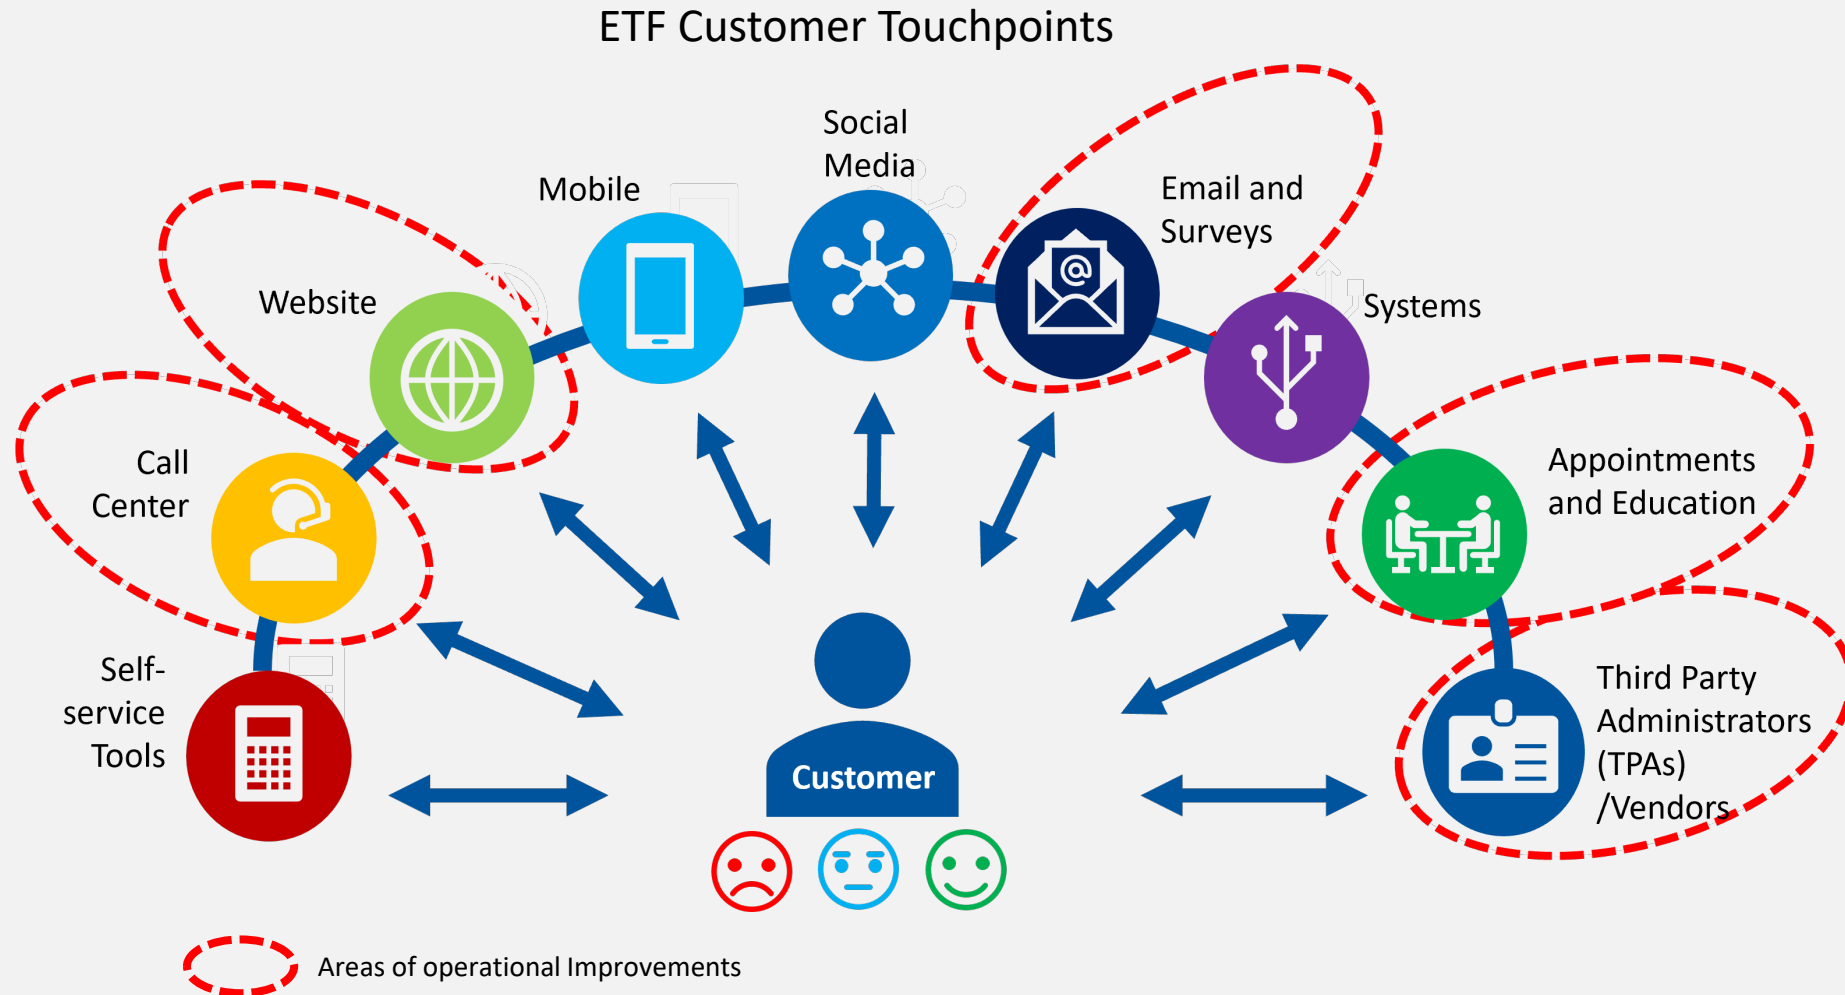 ETF Customer Touchpoints
Social
Media
Mobile
Email and
Surveys
Website
Systems
Call
Center
Appointments
and Education
Self-
service
Tools
Third Party
Administrators
(TPAs)
/Vendors
@
Customer
Areas of operational Improvements